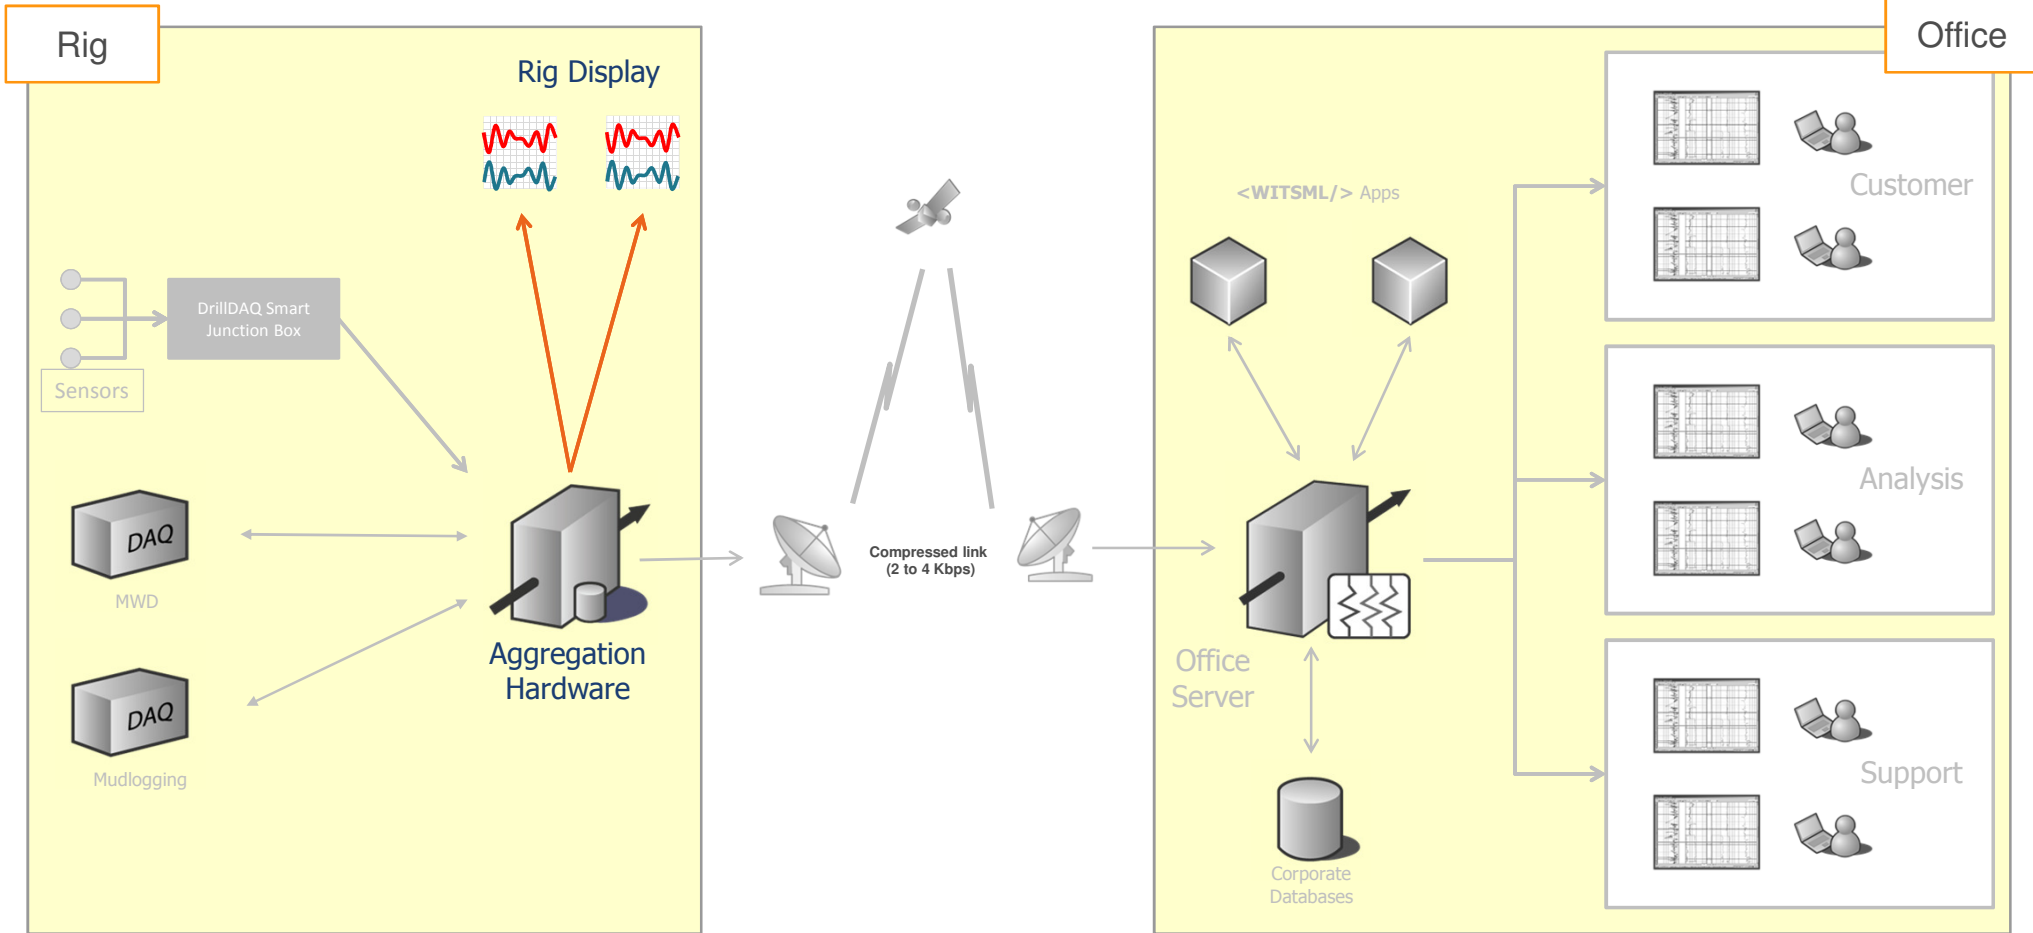 Rig
Office
Rig Display
DrillDAQ Smart
Junction Box
Sensors
DAQ
MWD
DAQ
Mudlogging
Aggregation
Hardware
Compressed link
(2 to 4 Kbps)
<WITSML/> Apps
Office
Server
Corporate
Databases
Customer
Analysis
Support